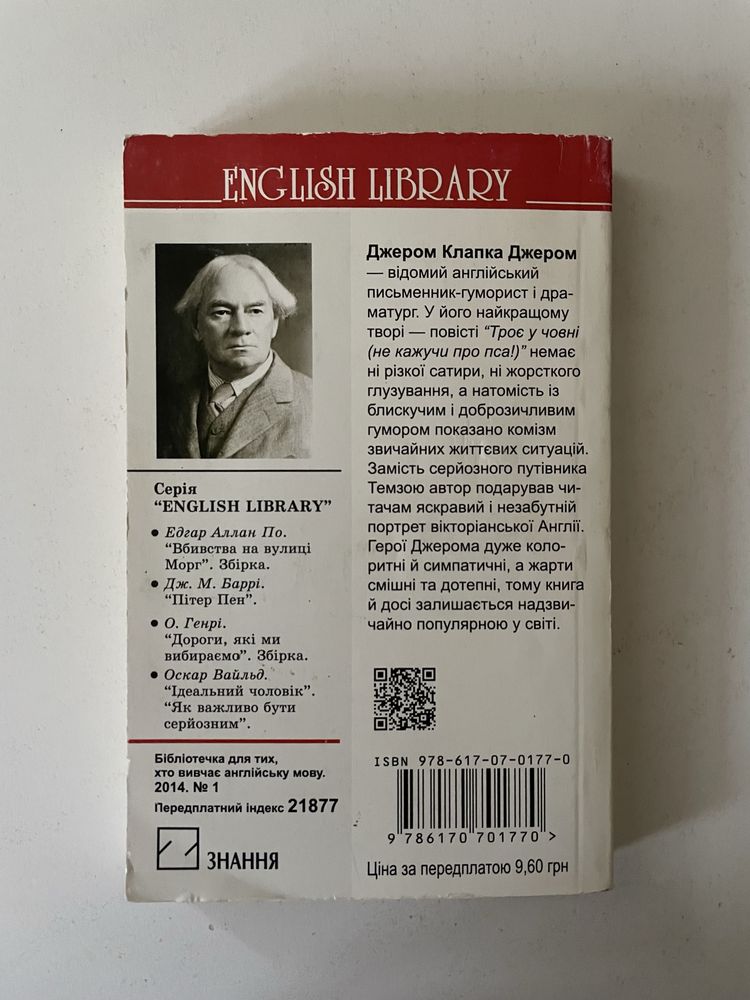 ENGLISH LIBRARY
Джером Клапка Джером
— відомий англійський
письменник-гуморист і дра-
матург. У його найкращому
творі — повісті “Троє у човні
(не кажучи про пса!)” немає
ні різкої сатири, ні жорсткого
глузування, а натомість із
блискучим і доброзичливим
гумором показано комізм
звичайних життєвих ситуацій.
Замість серйозного путівника
Темзою автор подарував чи-
тачам яскравий і незабутній
портрет вікторіанської Англії.
Герої Джерома дуже коло-
ритні й симпатичні, а жарти
смішні та дотепні, тому книга
й досі залишається надзви-
чайно популярною у світі.
Серія
“ENGLISH LIBRARY”
● Едгар Аллан По.
“Вбивства на вулиці
Морг”. Збірка.
● Дж. М. Баррі.
“Пітер Пен”.
● О. Генрі.
“Дороги, які ми
вибираємо”. Збірка.
● Оскар Вайльд.
“Ідеальний чоловік”.
“Як важливо бути
серйозним”.
Бібліотечка для тих,
хто вивчає англійську мову.
2014. № 1
Передплатний індекс 21877
ЗНАННЯ
ISBN 978-617-07-0177-0
9 786170 701770 >
Ціна за передплатою 9,60 грн